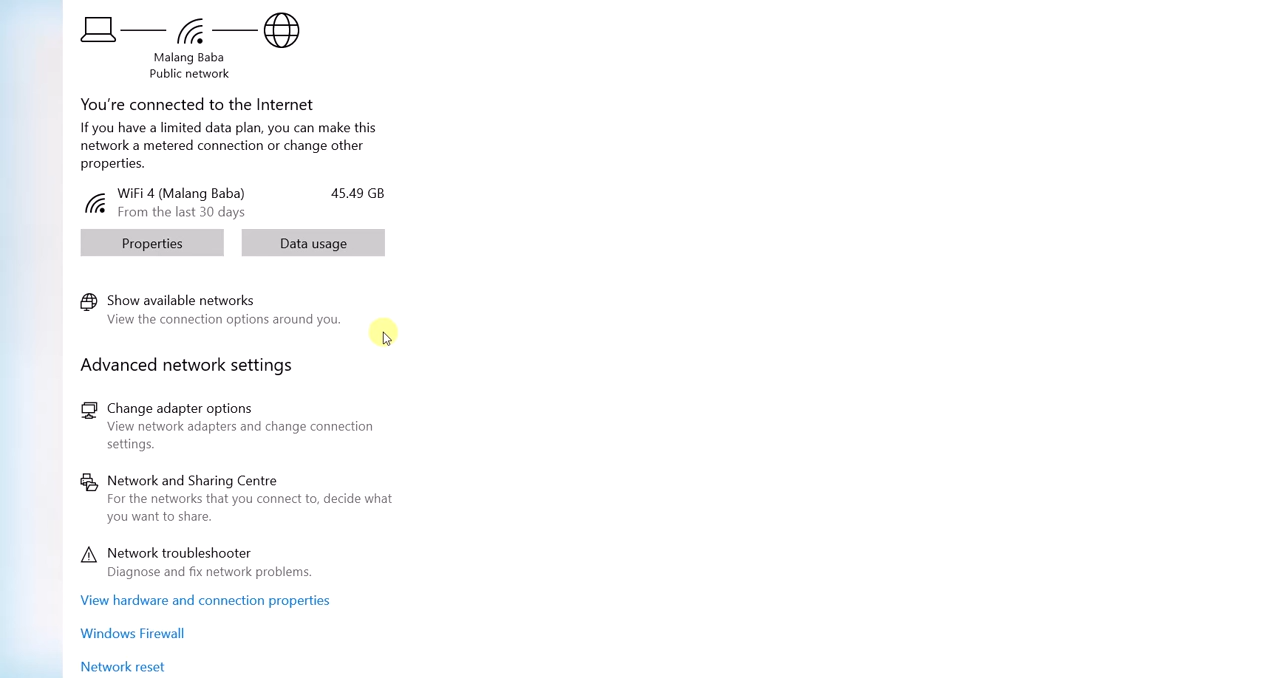 Malang Baba
Public network
You're connected to the Internet
If you have a limited data plan, you can make this
network a metered connection or change other
properties.
WiFi 4 (Malang Baba) 45.49 GB
From the last 30 days
Properties Data usage
Show available networks
View the connection options around you.
Advanced network settings
Change adapter options
View network adapters and change connection
settings.
Network and Sharing Centre
For the networks that you connect to, decide what
you want to share.
Network troubleshooter
Diagnose and fix network problems.
View hardware and connection properties
Windows Firewall
Network reset